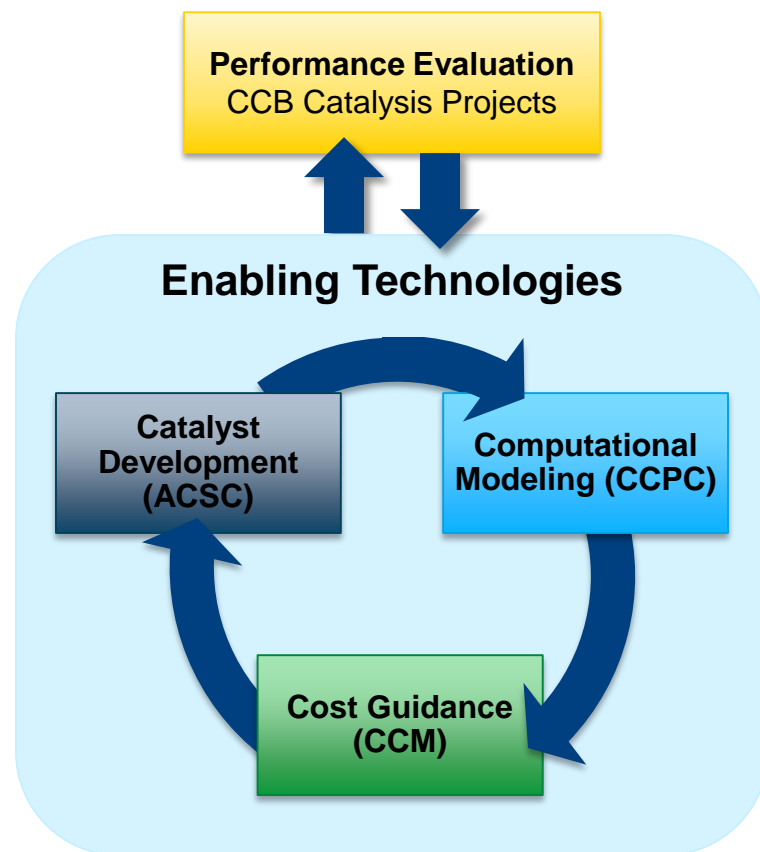 Performance Evaluation
CCB Catalysis Projects
Enabling Technologies
Catalyst
Development
(ACSC)
Computational
Modeling (CCPC)
Cost Guidance
(CCM)